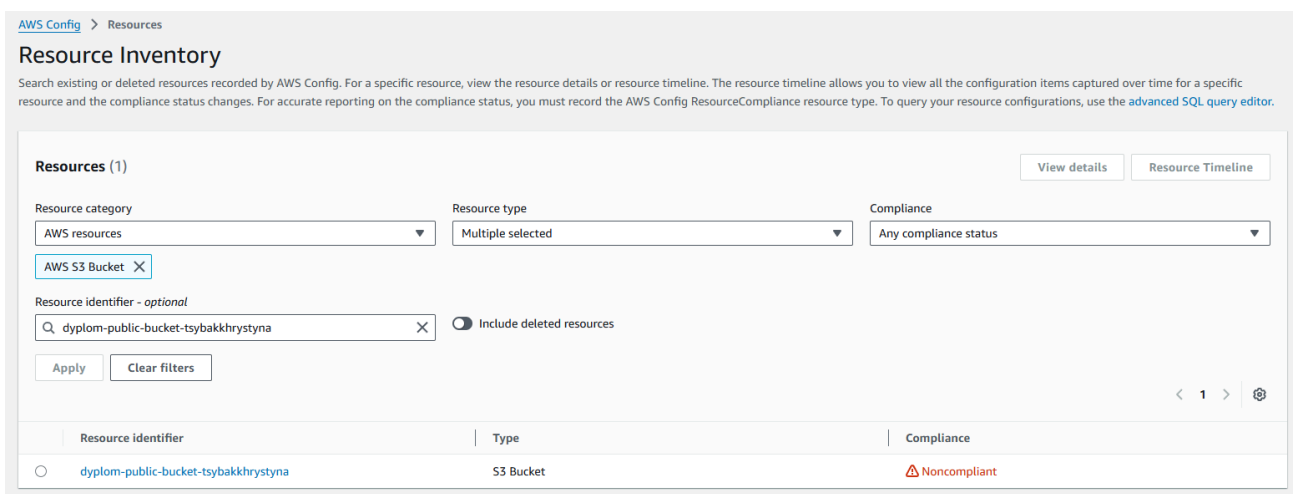 AWS Config > Resources
Resource Inventory
Search existing or deleted resources recorded by AWS Config. For a specific resource, view the resource details or resource timeline. The resource timeline allows you to view all the configuration items captured over time for a specific
resource and the compliance status changes. For accurate reporting on the compliance status, you must record the AWS Config ResourceCompliance resource type. To query your resource configurations, use the advanced SQL query editor.
Resources (1)
View details
Resource Timeline
Resource category
Resource type
Compliance
AWS resources
Multiple selected
Any compliance status
AWS S3 Bucket
Resource identifier - optional
dyplom-public-bucket-tsybakkhrystyna
Include deleted resources
Apply
Clear filters
< 1 >
Resource identifier
Type
Compliance
dyplom-public-bucket-tsybakkhrystyna
S3 Bucket
Noncompliant